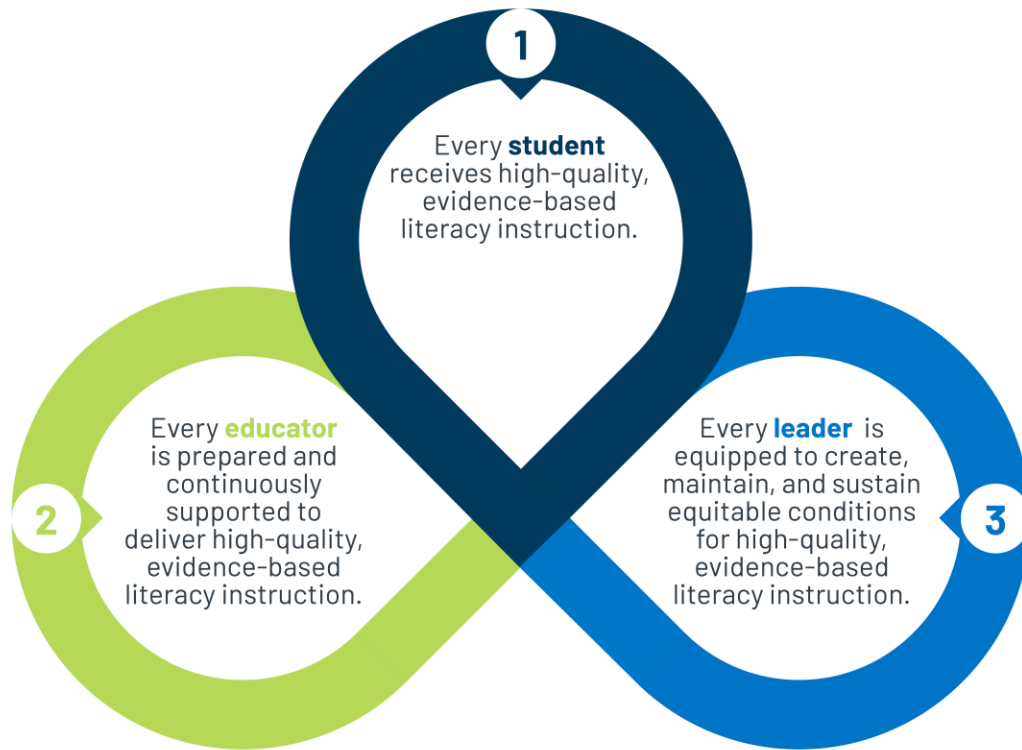 1
Every student
receives high-quality,
evidence-based
literacy instruction.
2
Every educator
is prepared and
continuously
supported to
deliver high-quality,
evidence-based
literacy instruction.
3
Every leader is
equipped to create,
maintain, and sustain
equitable conditions
for high-quality,
evidence-based
literacy instruction.